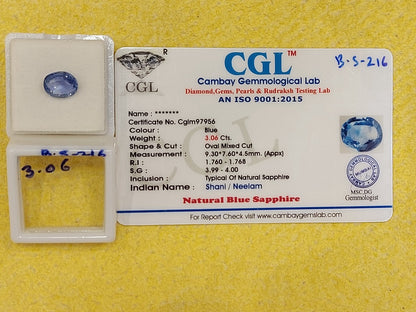 R
CGL
CGL™
Cambay Gemmological Lab
Diamond,Gems, Pearls & Rudraksh Testing Lab
AN ISO 9001:2015
B-S-216
Name : *******
Certificate No. Cglm97956
Colour : Blue
Weight : 3.06 Cts.
Shape & Cut : Oval Mixed Cut
Measurement : 9.30*7.60*4.5mm. (Appx)
R.I : 1.760 - 1.768
S.G : 3.99 - 4.00
Inclusion : Typical Of Natural Sapphire
Indian Name : Shani / Neelam
Natural Blue Sapphire
For Report Check visit www.cambaygemslab.com
MUMBAI
MSC,DG
Gemmologist
B-S-216
3.06